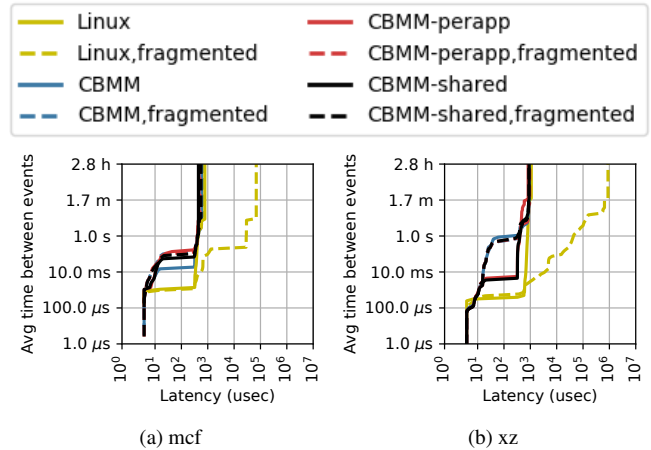 Linux
Linux,fragmented
CBMM
CBMM,fragmented
CBMM-perapp
CBMM-perapp,fragmented
CBMM-shared
CBMM-shared,fragmented
Avg time between events
2.8 h
1.7 m
1.0 s
10.0 ms
100.0 µs
1.0 µs
10^0
10^1
10^2
10^3
10^4
10^5
10^6
10^7
Latency (usec)
(a) mcf
Avg time between events
2.8 h
1.7 m
1.0 s
10.0 ms
100.0 µs
1.0 µs
10^0
10^1
10^2
10^3
10^4
10^5
10^6
10^7
Latency (usec)
(b) xz